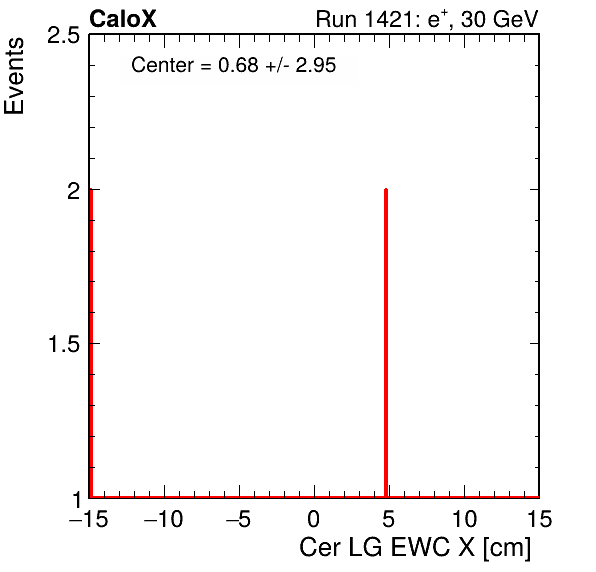 CaloX Run 1421: e⁺, 30 GeV
Center = 0.68 +/- 2.95
Events
2.5
2
1.5
1
−15 −10 −5 0 5 10 15
Cer LG EWC X [cm]